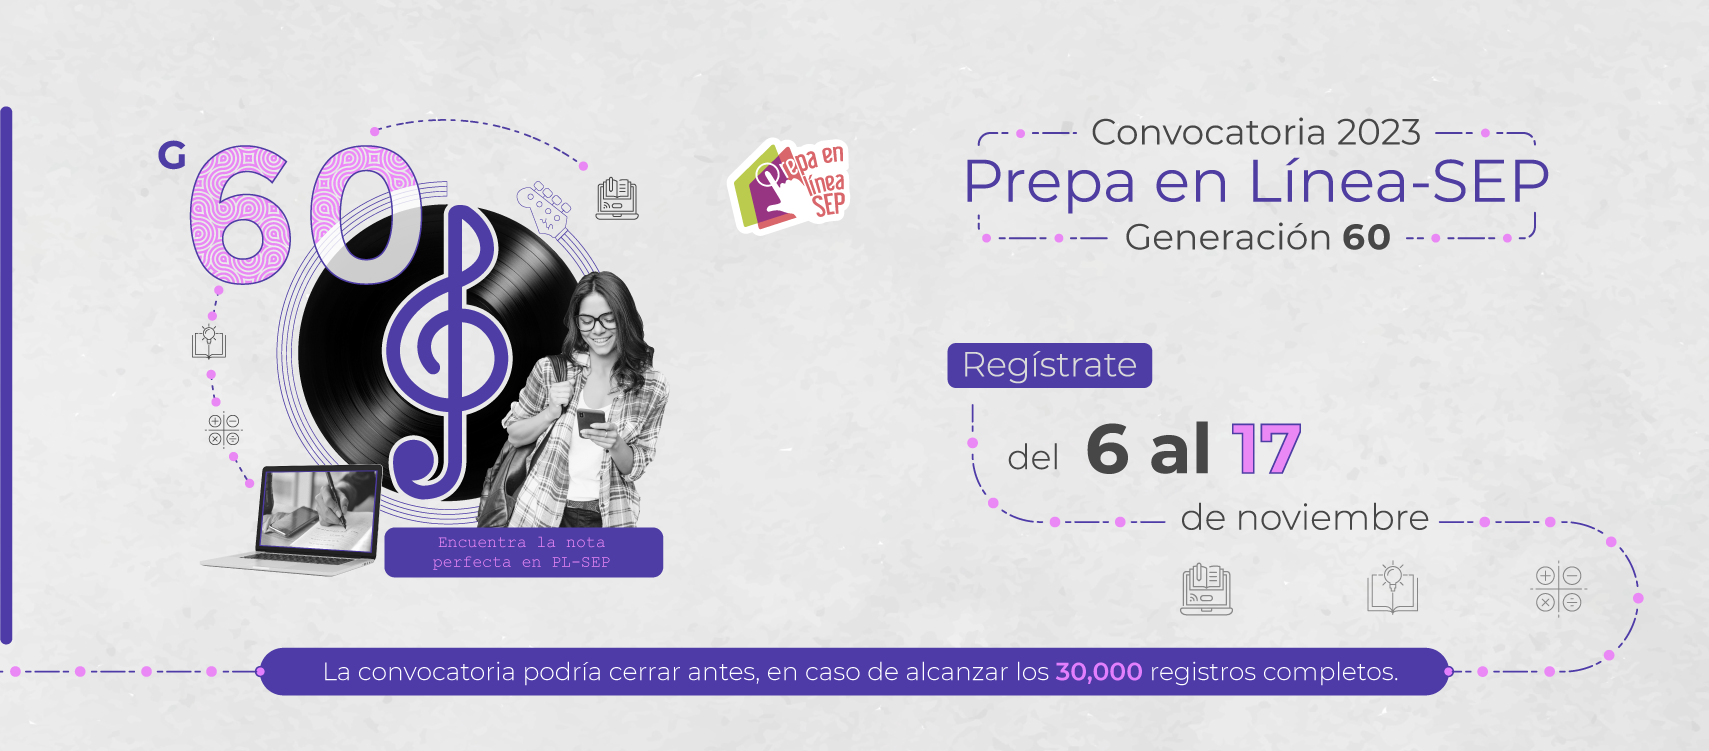 G60
Prepa en
línea
SEP
Convocatoria 2023
Prepa en Línea-SEP
Generación 60
Regístrate
del 6 al 17
de noviembre
Encuentra la nota
perfecta en PL-SEP
La convocatoria podría cerrar antes, en caso de alcanzar los 30,000 registros completos.